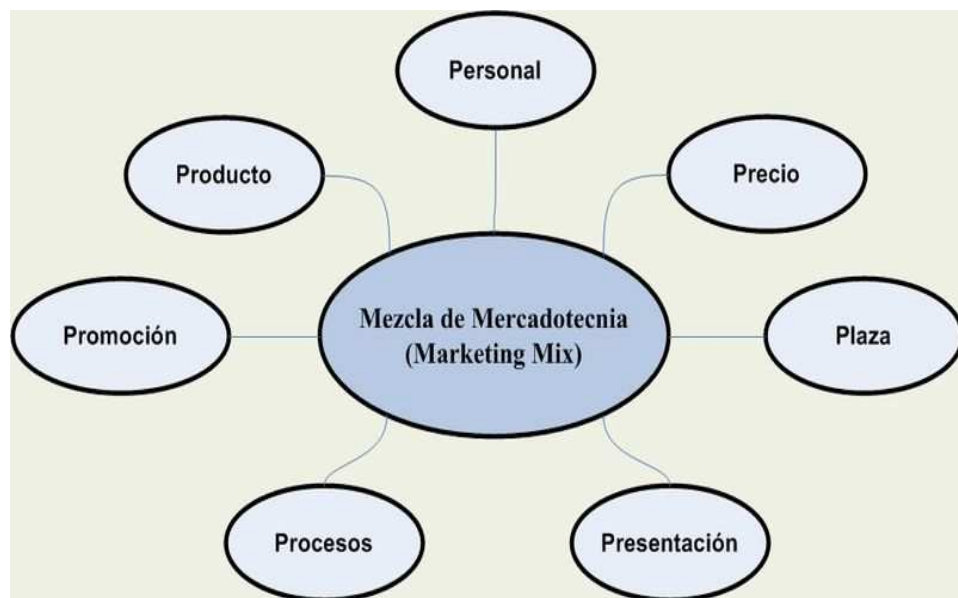 Personal
Producto
Precio
Mezcla de Mercadotecnia
(Marketing Mix)
Promoción
Plaza
Procesos
Presentación